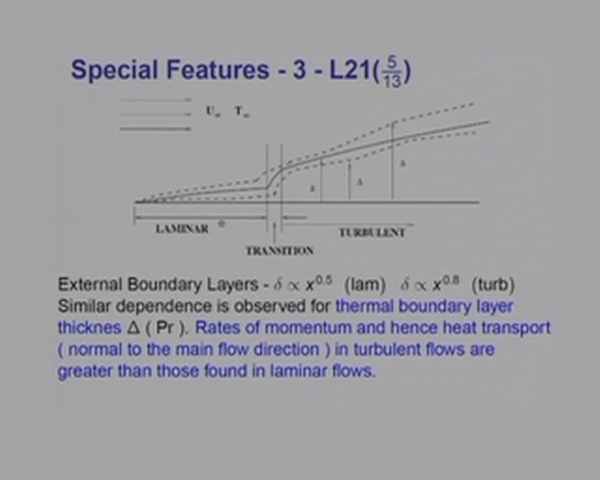 Special Features - 3 - L21(5/13)
U∞ T∞
δ Δ Δ
LAMINAR
TURBULENT
TRANSITION
External Boundary Layers - δ ∝ x^0.5 (lam) δ ∝ x^0.8 (turb)
Similar dependence is observed for thermal boundary layer
thicknes Δ ( Pr ). Rates of momentum and hence heat transport
( normal to the main flow direction ) in turbulent flows are
greater than those found in laminar flows.